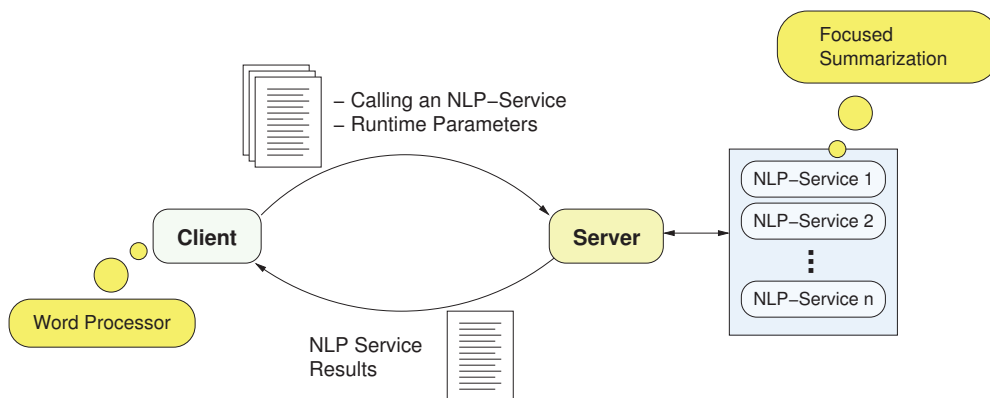 Focused
Summarization
– Calling an NLP–Service
– Runtime Parameters
NLP–Service 1
NLP–Service 2
NLP–Service n
Client
Server
Word Processor
NLP Service
Results